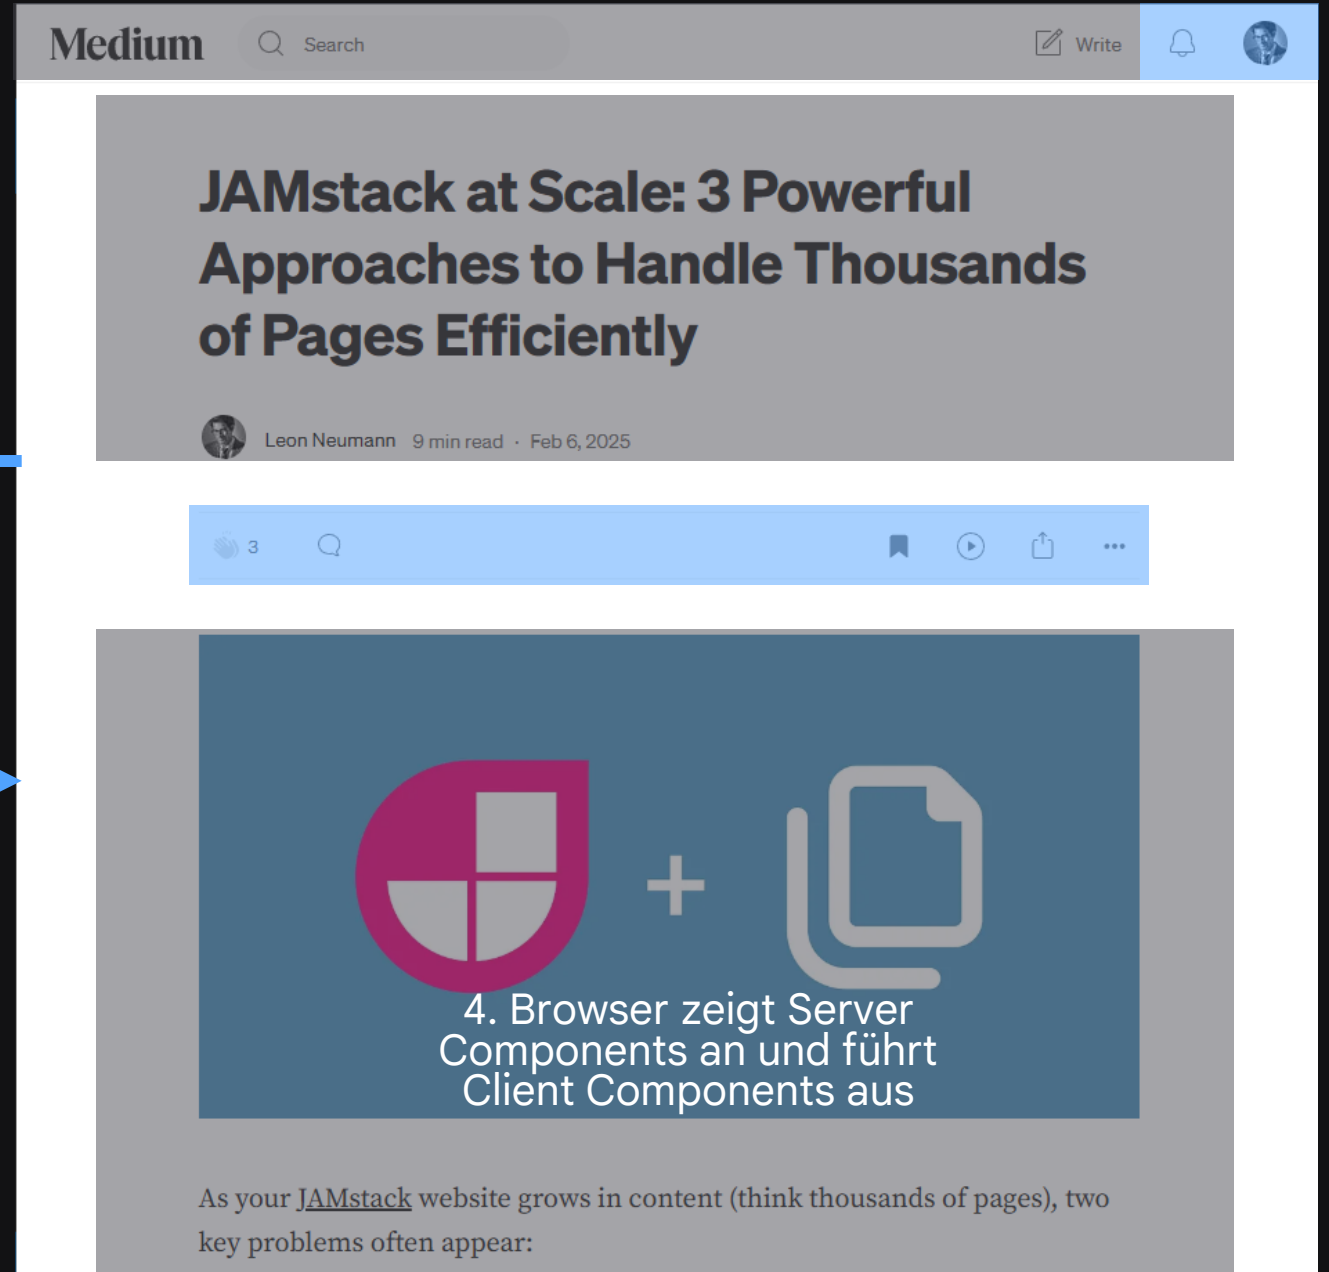 Medium
Search
Write
JAMstack at Scale: 3 Powerful
Approaches to Handle Thousands
of Pages Efficiently
Leon Neumann 9 min read · Feb 6, 2025
3
4. Browser zeigt Server
Components an und führt
Client Components aus
As your JAMstack website grows in content (think thousands of pages), two
key problems often appear: